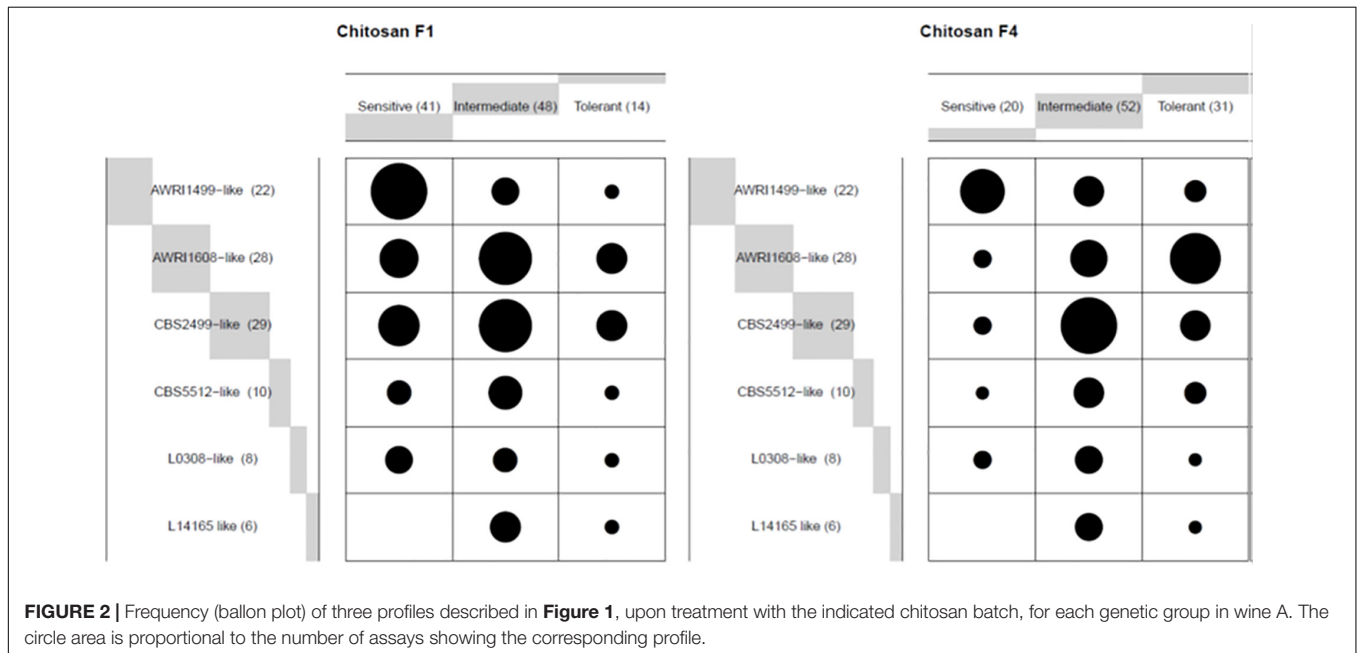 Chitosan F1
Chitosan F4
Sensitive (41) Intermediate (48) Tolerant (14)
Sensitive (20) Intermediate (52) Tolerant (31)
AWRI1499-like (22)
AWRI1499-like (22)
AWRI1608-like (28)
AWRI1608-like (28)
CBS2499-like (29)
CBS2499-like (29)
CBS5512-like (10)
CBS5512-like (10)
L0308-like (8)
L0308-like (8)
L14165 like (6)
L14165 like (6)
FIGURE 2 | Frequency (ballon plot) of three profiles described in Figure 1, upon treatment with the indicated chitosan batch, for each genetic group in wine A. The
circle area is proportional to the number of assays showing the corresponding profile.